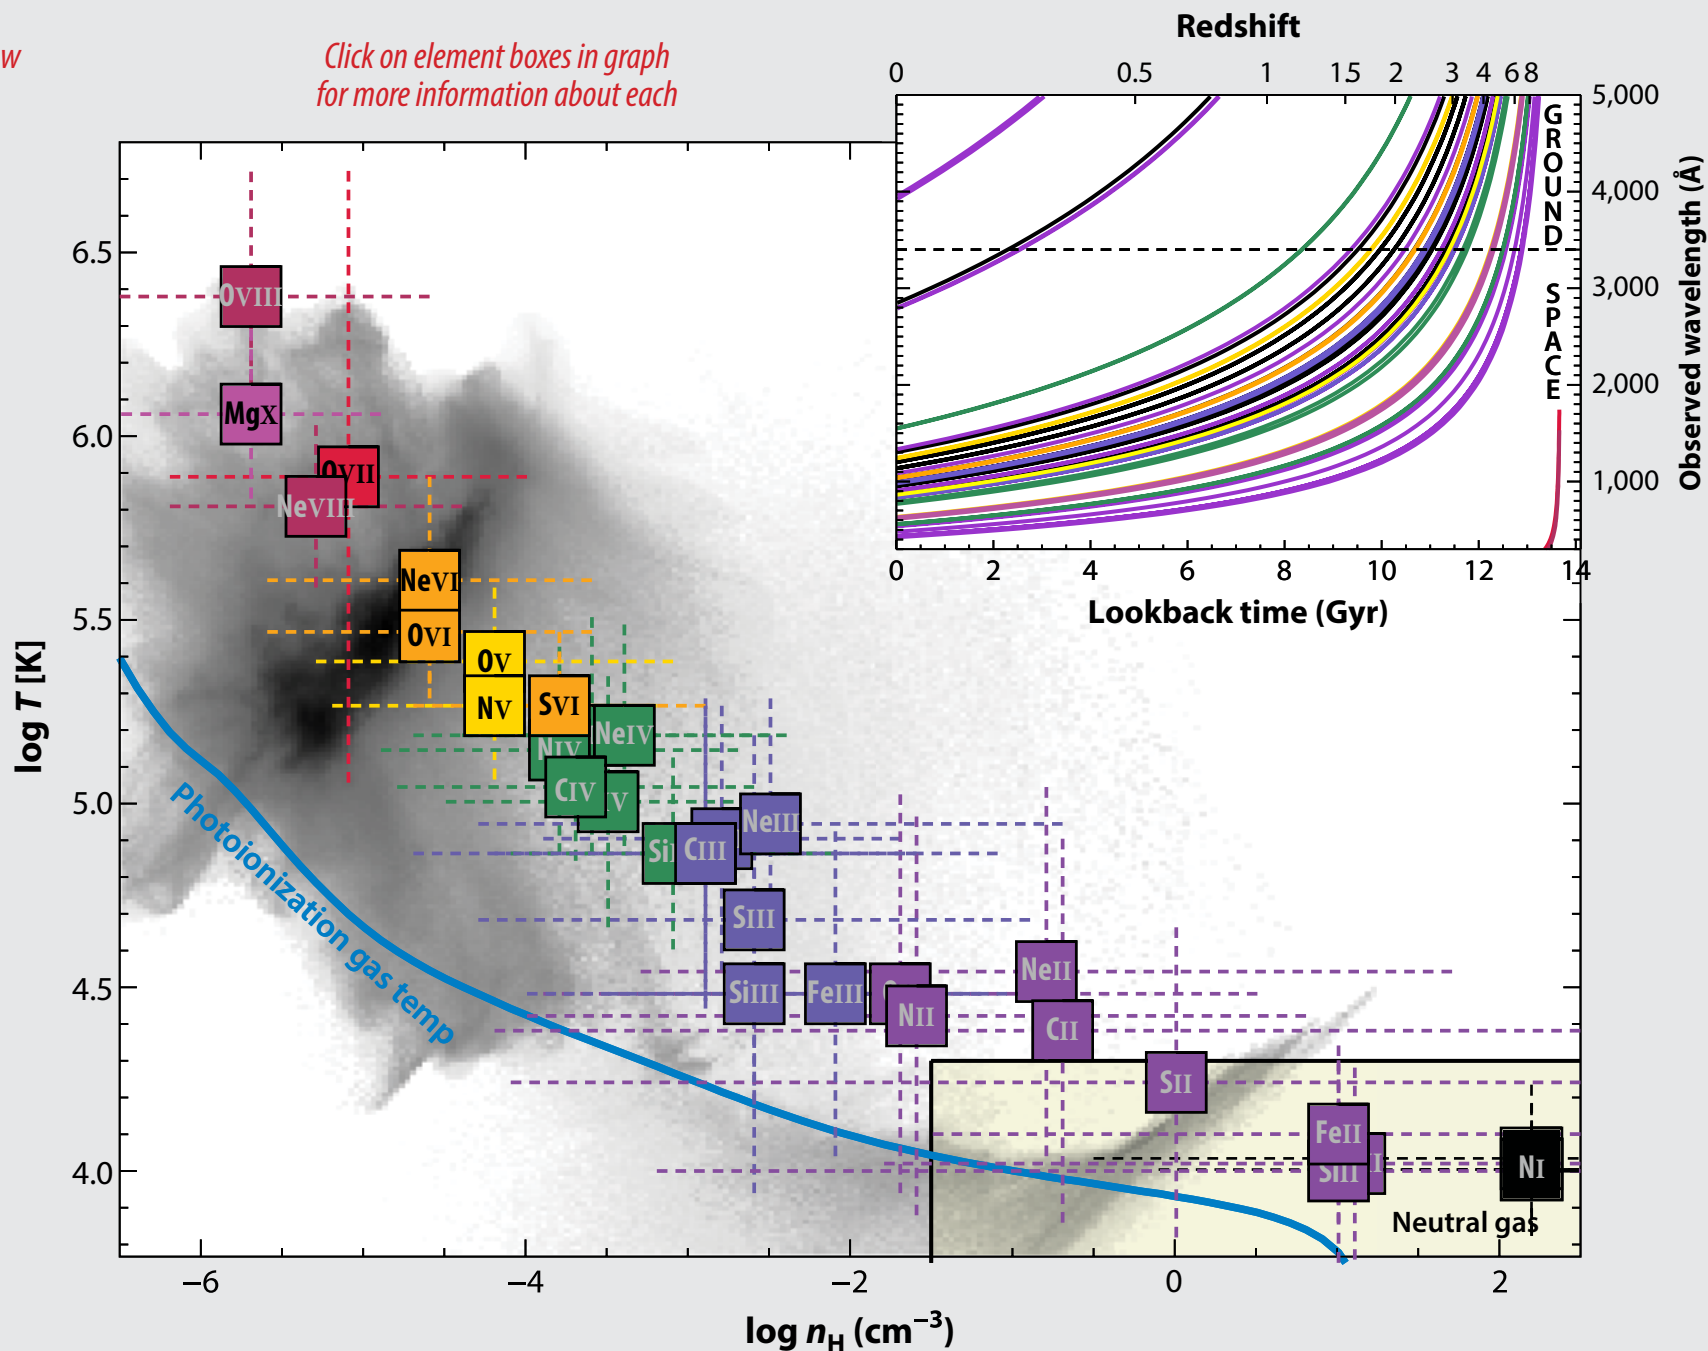 w
Click on element boxes in graph
for more information about each
Redshift
0 0.5 1 1.5 2 3 4 6 8
5,000
4,000
3,000
2,000
1,000
Observed wavelength (Å)
GROUND
SPACE
0 2 4 6 8 10 12 14
Lookback time (Gyr)
6.5
6.0
5.5
5.0
4.5
4.0
log T [K]
OVIII
MgX
OVII
NeVIII
NeVI
OVI
OV
NV
SVI
NeIV
NIV
CIV
IV
Si
CIII
NeIII
SIII
SiIII
FeIII
NII
NeII
CII
SII
FeII
SiII
I
NI
Photoionization gas temp
Neutral gas
−6 −4 −2 0 2
log nH (cm−3)